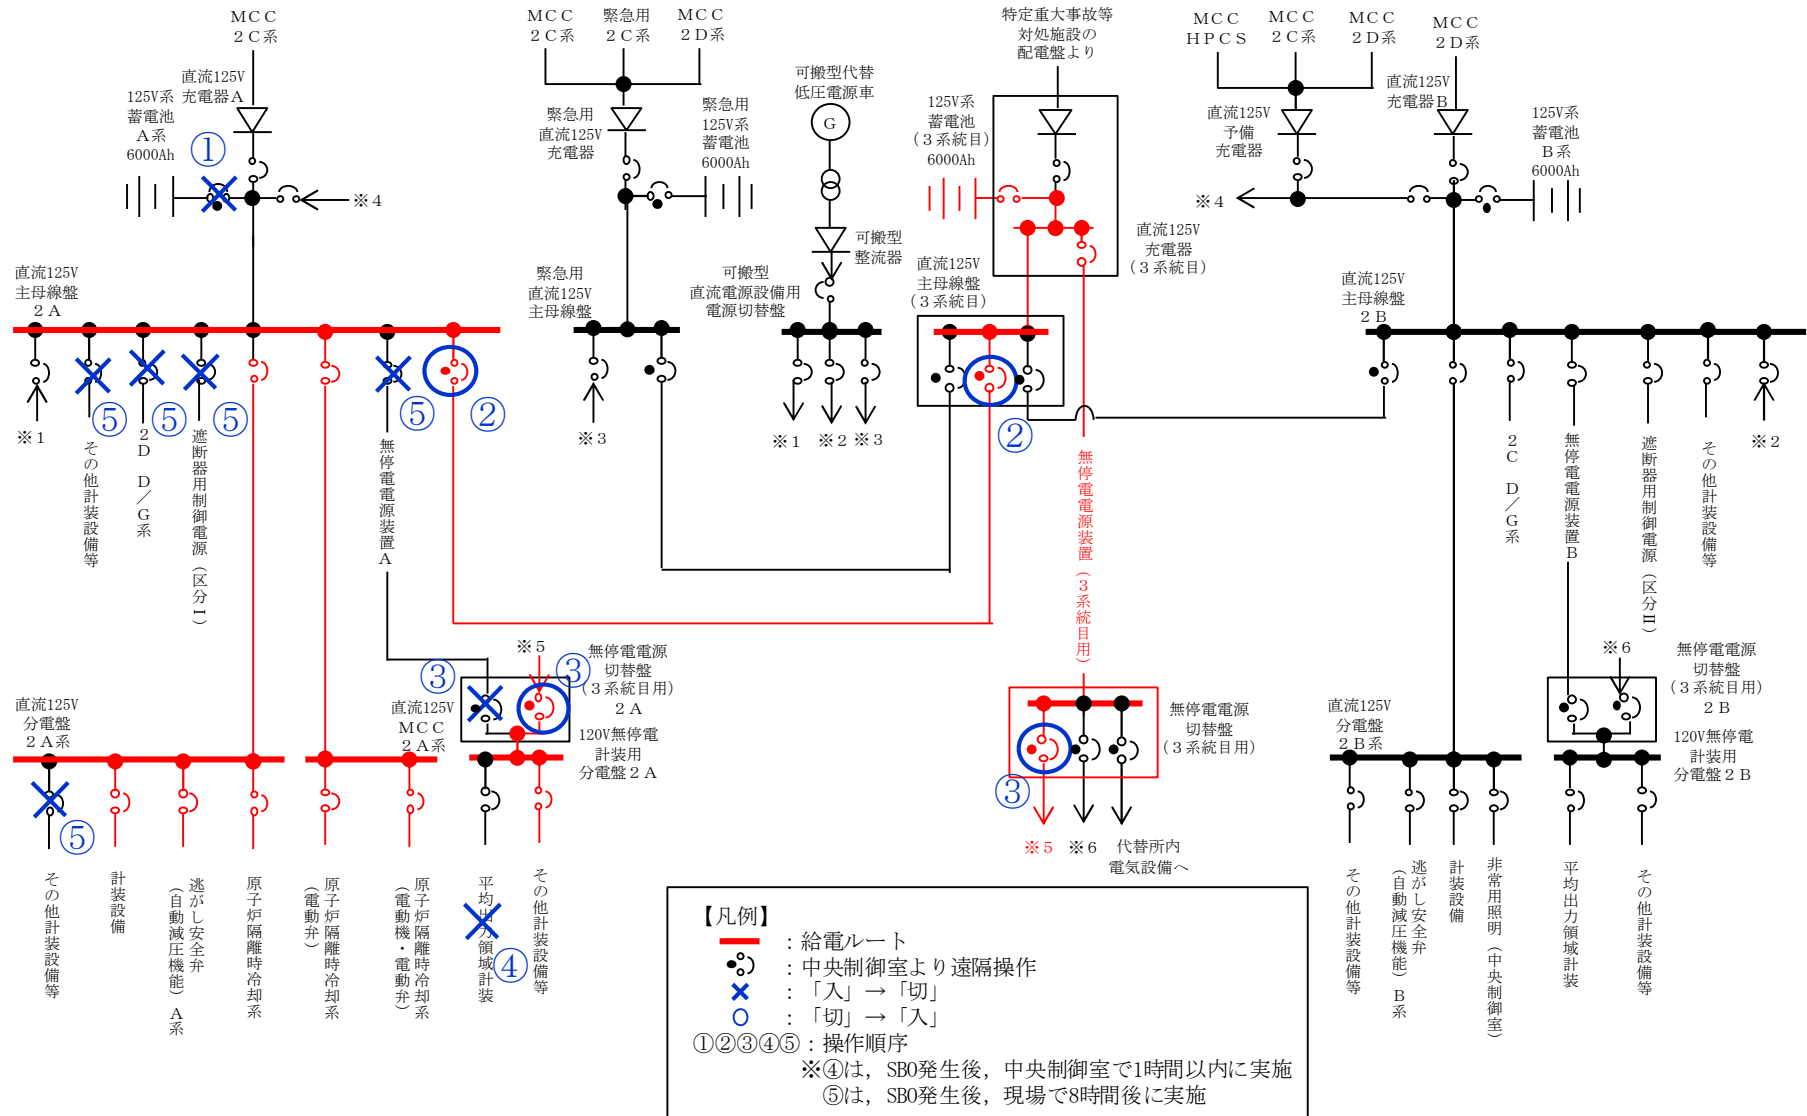 ＭＣＣ
２Ｃ系
直流125V
充電器Ａ
125V系
蓄電池
Ａ系
6000Ah
①
※４
ＭＣＣ
２Ｃ系
緊急用
２Ｃ系
ＭＣＣ
２Ｄ系
緊急用
直流125V
充電器
緊急用
125V系
蓄電池
6000Ah
可搬型代替
低圧電源車
Ｇ
可搬型
整流器
特定重大事故等
対処施設の
配電盤より
125V系
蓄電池
（３系統目）
6000Ah
直流125V
充電器
（３系統目）
ＭＣＣ
ＨＰＣＳ
ＭＣＣ
２Ｃ系
ＭＣＣ
２Ｄ系
ＭＣＣ
２Ｄ系
直流125V
予備
充電器
直流125V
充電器Ｂ
125V系
蓄電池
Ｂ系
6000Ah
※４
直流125V
主母線盤
２Ａ
緊急用
直流125V
主母線盤
可搬型
直流電源設備用
電源切替盤
直流125V
主母線盤
（３系統目）
直流125V
主母線盤
２Ｂ
※１
⑤
その他計装設備等
⑤
２Ｄ Ｄ／Ｇ系
⑤
遮断器用制御電源（区分Ⅰ）
⑤
無停電電源装置Ａ
②
※３
※１
※２
※３
②
無停電電源装置（３系統目用）
２Ｃ Ｄ／Ｇ系
無停電電源装置Ｂ
遮断器用制御電源（区分Ⅱ）
その他計装設備等
※２
※５
③
③
無停電電源
切替盤
（３系統目用）
２Ａ
直流125V
分電盤
２Ａ系
直流125V
ＭＣＣ
２Ａ系
120V無停電
計装用
分電盤２Ａ
無停電電源
切替盤
（３系統目用）
③
※５
※６
代替所内
電気設備へ
※６
無停電電源
切替盤
（３系統目用）
２Ｂ
直流125V
分電盤
２Ｂ系
120V無停電
計装用
分電盤２Ｂ
⑤
その他計装設備等
計装設備
逃がし安全弁
（自動減圧機能）Ａ系
原子炉隔離時冷却系
原子炉隔離時冷却系
（電動弁）
原子炉隔離時冷却系
（電動機・電動弁）
平均出力領域計装
④
その他計装設備等
その他計装設備等
逃がし安全弁
（自動減圧機能）Ｂ系
計装設備
非常用照明（中央制御室）
平均出力領域計装
その他計装設備等
【凡例】
：給電ルート
：中央制御室より遠隔操作
：「入」→「切」
：「切」→「入」
①②③④⑤：操作順序
※④は，SBO発生後，中央制御室で1時間以内に実施
⑤は，SBO発生後，現場で8時間後に実施